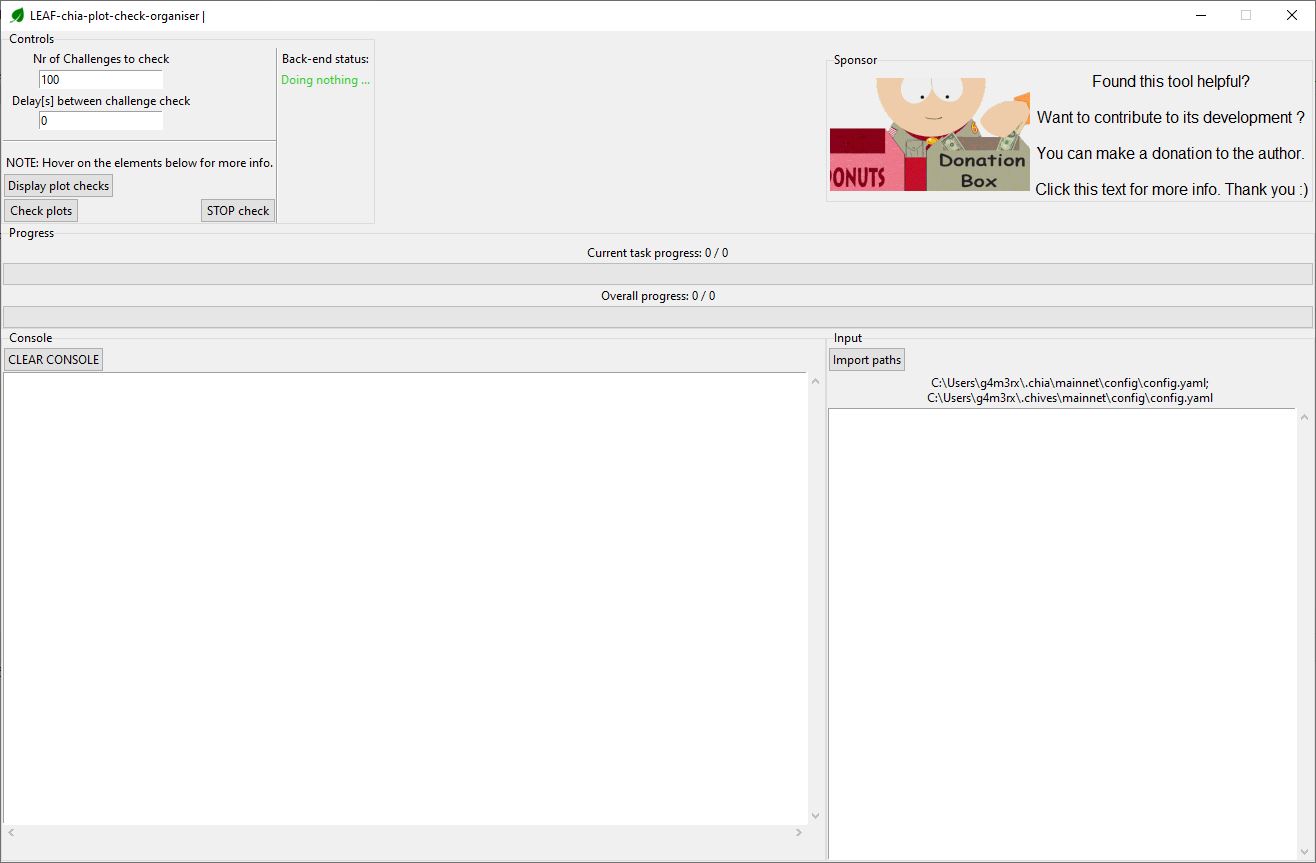 LEAF-chia-plot-check-organiser |
Controls
Nr of Challenges to check
100
Delay[s] between challenge check
0
NOTE: Hover on the elements below for more info.
Display plot checks
Check plots
STOP check
Back-end status:
Doing nothing ...
Sponsor
DONUTS
Donation
Box
Found this tool helpful?
Want to contribute to its development ?
You can make a donation to the author.
Click this text for more info. Thank you :)
Progress
Current task progress: 0 / 0
Overall progress: 0 / 0
Console
CLEAR CONSOLE
Input
Import paths
C:\Users\g4m3rx\.chia\mainnet\config\config.yaml;
C:\Users\g4m3rx\.chives\mainnet\config\config.yaml